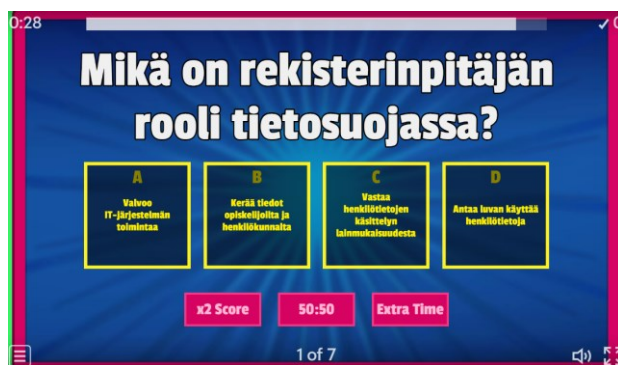 0:28
✓ 0
Mikä on rekisterinpitäjän
rooli tietosuojassa?
A
Valvoo
IT-järjestelmän
toimintaa
B
Kerää tiedot
opiskelijoilta ja
henkilökunnalta
C
Vastaa
henkilötietojen
käsittelyn
lainmukaisuudesta
D
Antaa luvan käyttää
henkilötietoja
x2 Score
50:50
Extra Time
1 of 7